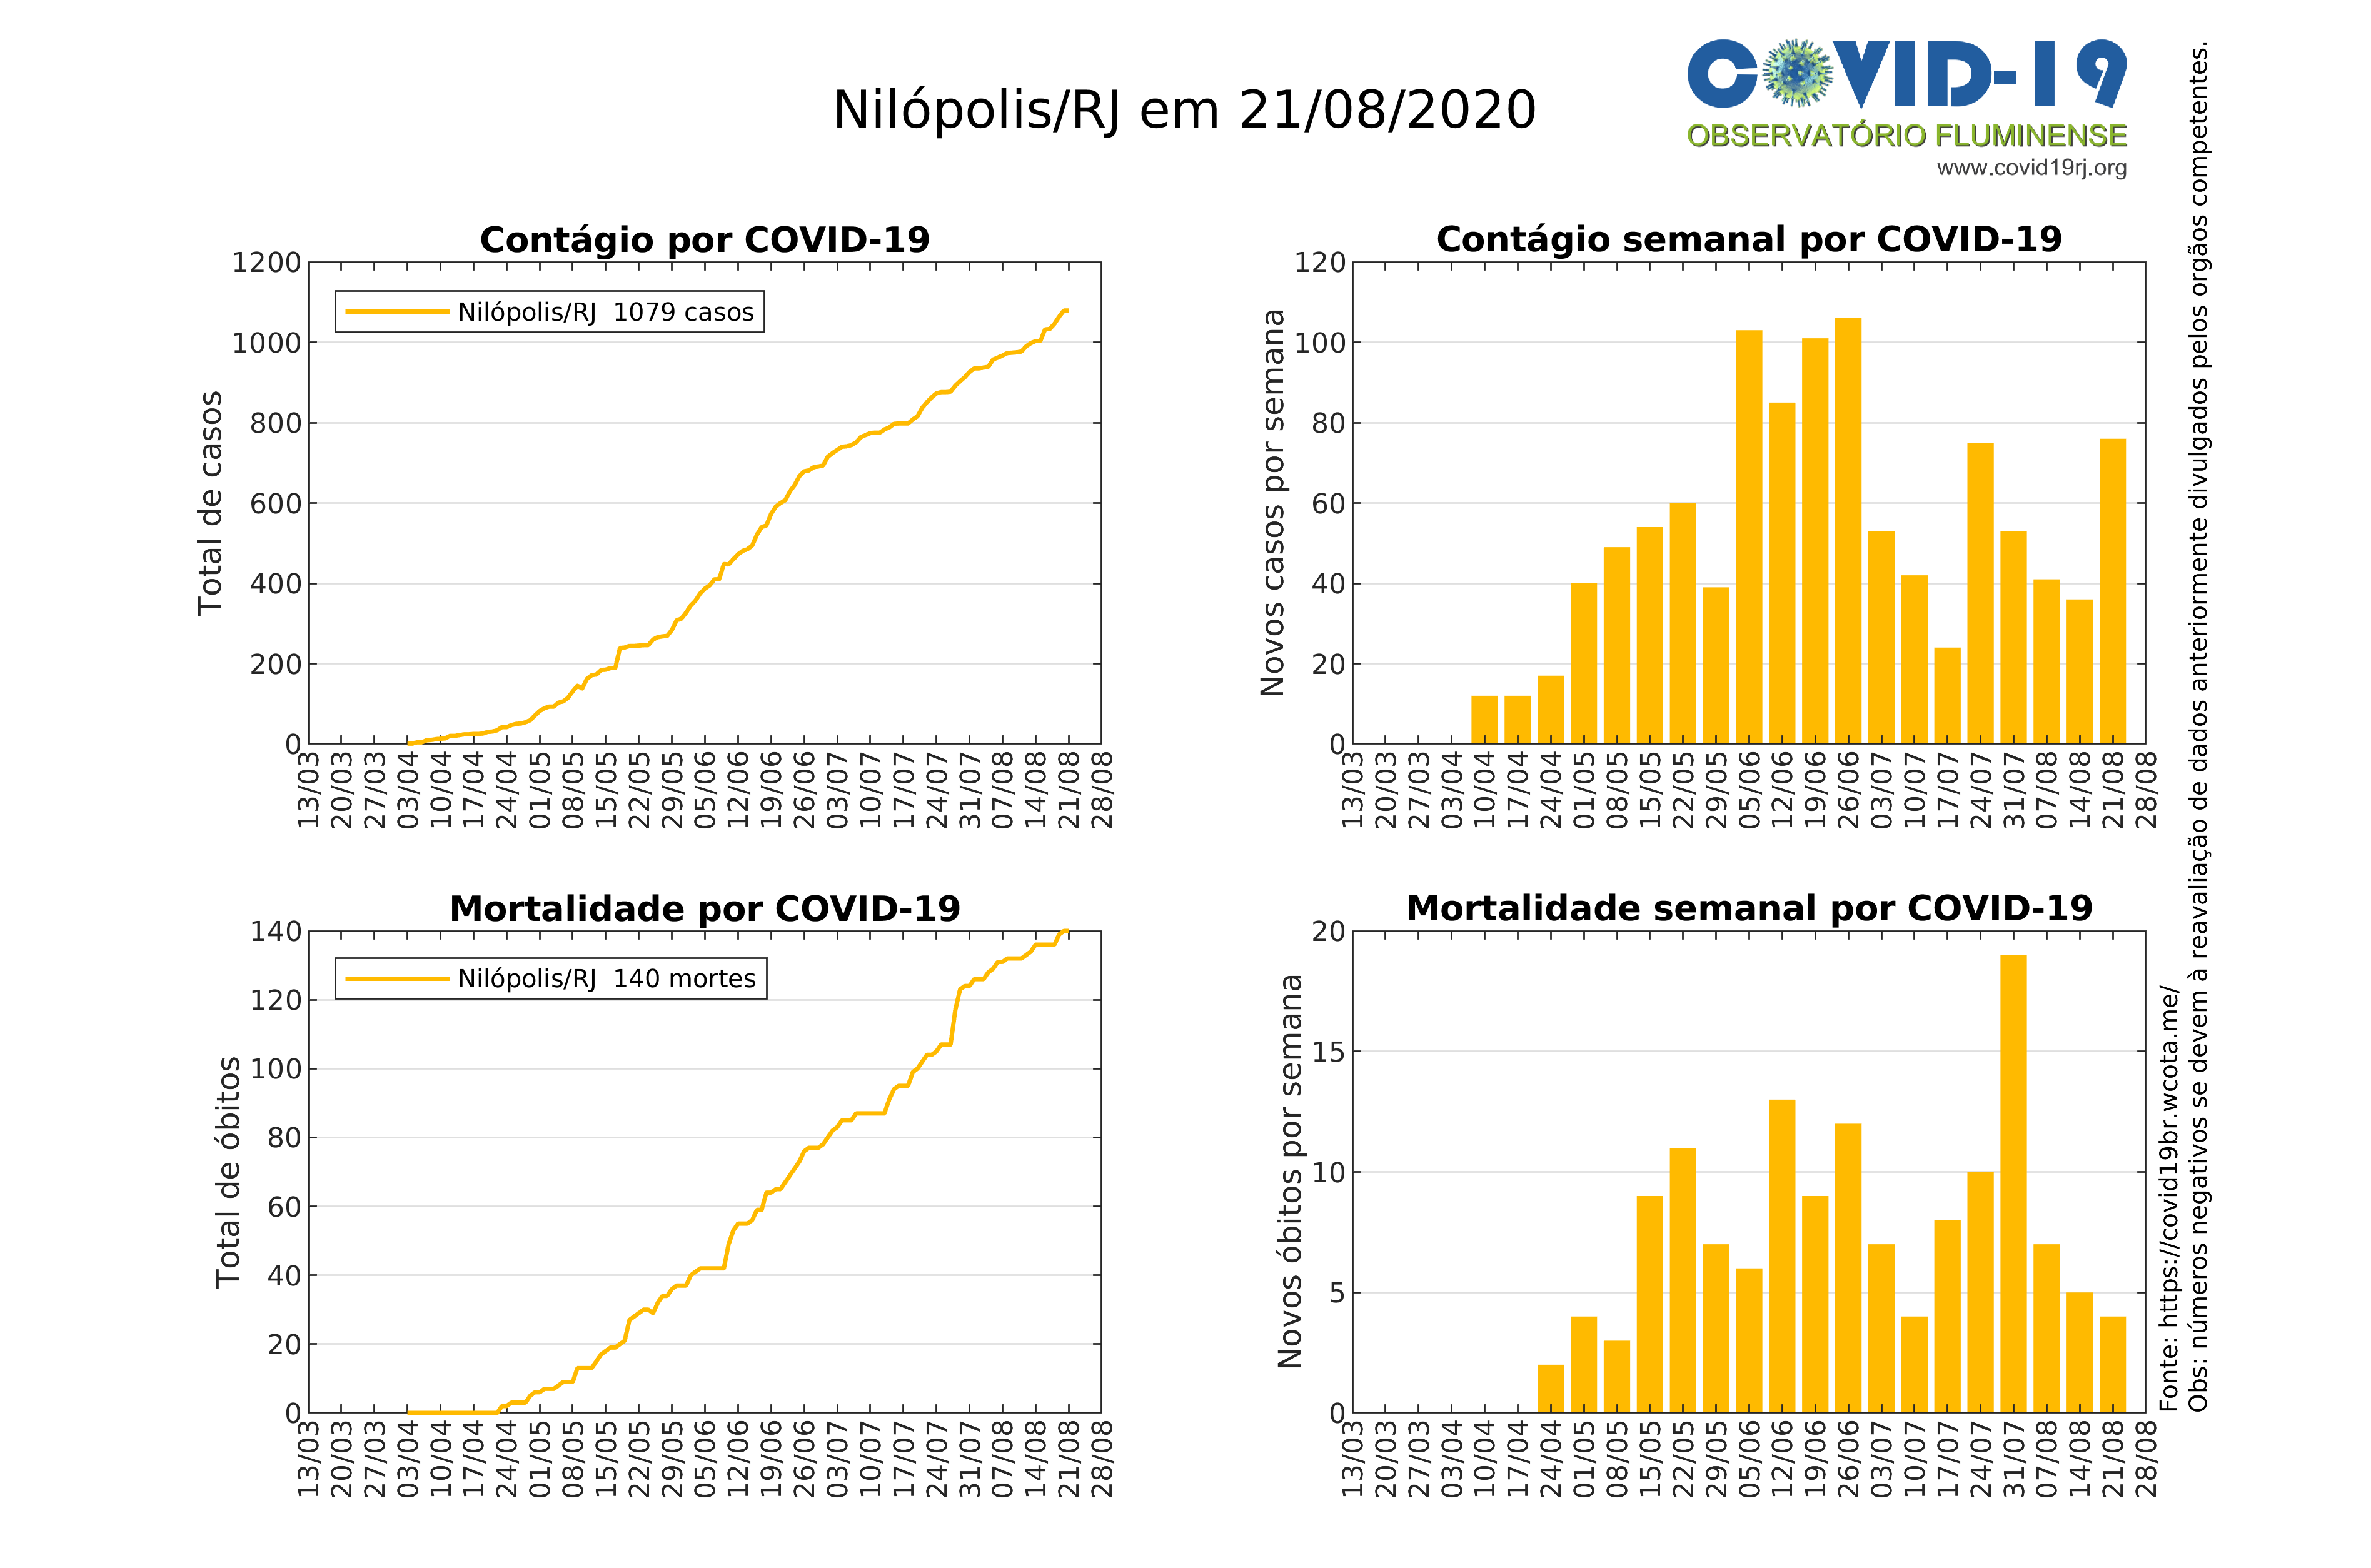 Nilópolis/RJ em 21/08/2020
COVID-19
OBSERVATÓRIO FLUMINENSE
www.covid19rj.org
Contágio por COVID-19
Total de casos
1200
1000
800
600
400
200
0
Nilópolis/RJ 1079 casos
13/03 20/03 27/03 03/04 10/04 17/04 24/04 01/05 08/05 15/05 22/05 29/05 05/06 12/06 19/06 26/06 03/07 10/07 17/07 24/07 31/07 07/08 14/08 21/08 28/08
Contágio semanal por COVID-19
Novos casos por semana
120
100
80
60
40
20
0
13/03 20/03 27/03 03/04 10/04 17/04 24/04 01/05 08/05 15/05 22/05 29/05 05/06 12/06 19/06 26/06 03/07 10/07 17/07 24/07 31/07 07/08 14/08 21/08 28/08
Mortalidade por COVID-19
Total de óbitos
140
120
100
80
60
40
20
0
Nilópolis/RJ 140 mortes
13/03 20/03 27/03 03/04 10/04 17/04 24/04 01/05 08/05 15/05 22/05 29/05 05/06 12/06 19/06 26/06 03/07 10/07 17/07 24/07 31/07 07/08 14/08 21/08 28/08
Mortalidade semanal por COVID-19
Novos óbitos por semana
20
15
10
5
0
13/03 20/03 27/03 03/04 10/04 17/04 24/04 01/05 08/05 15/05 22/05 29/05 05/06 12/06 19/06 26/06 03/07 10/07 17/07 24/07 31/07 07/08 14/08 21/08 28/08
Fonte: https://covid19br.wcota.me/
Obs: números negativos se devem à reavaliação de dados anteriormente divulgados pelos orgãos competentes.